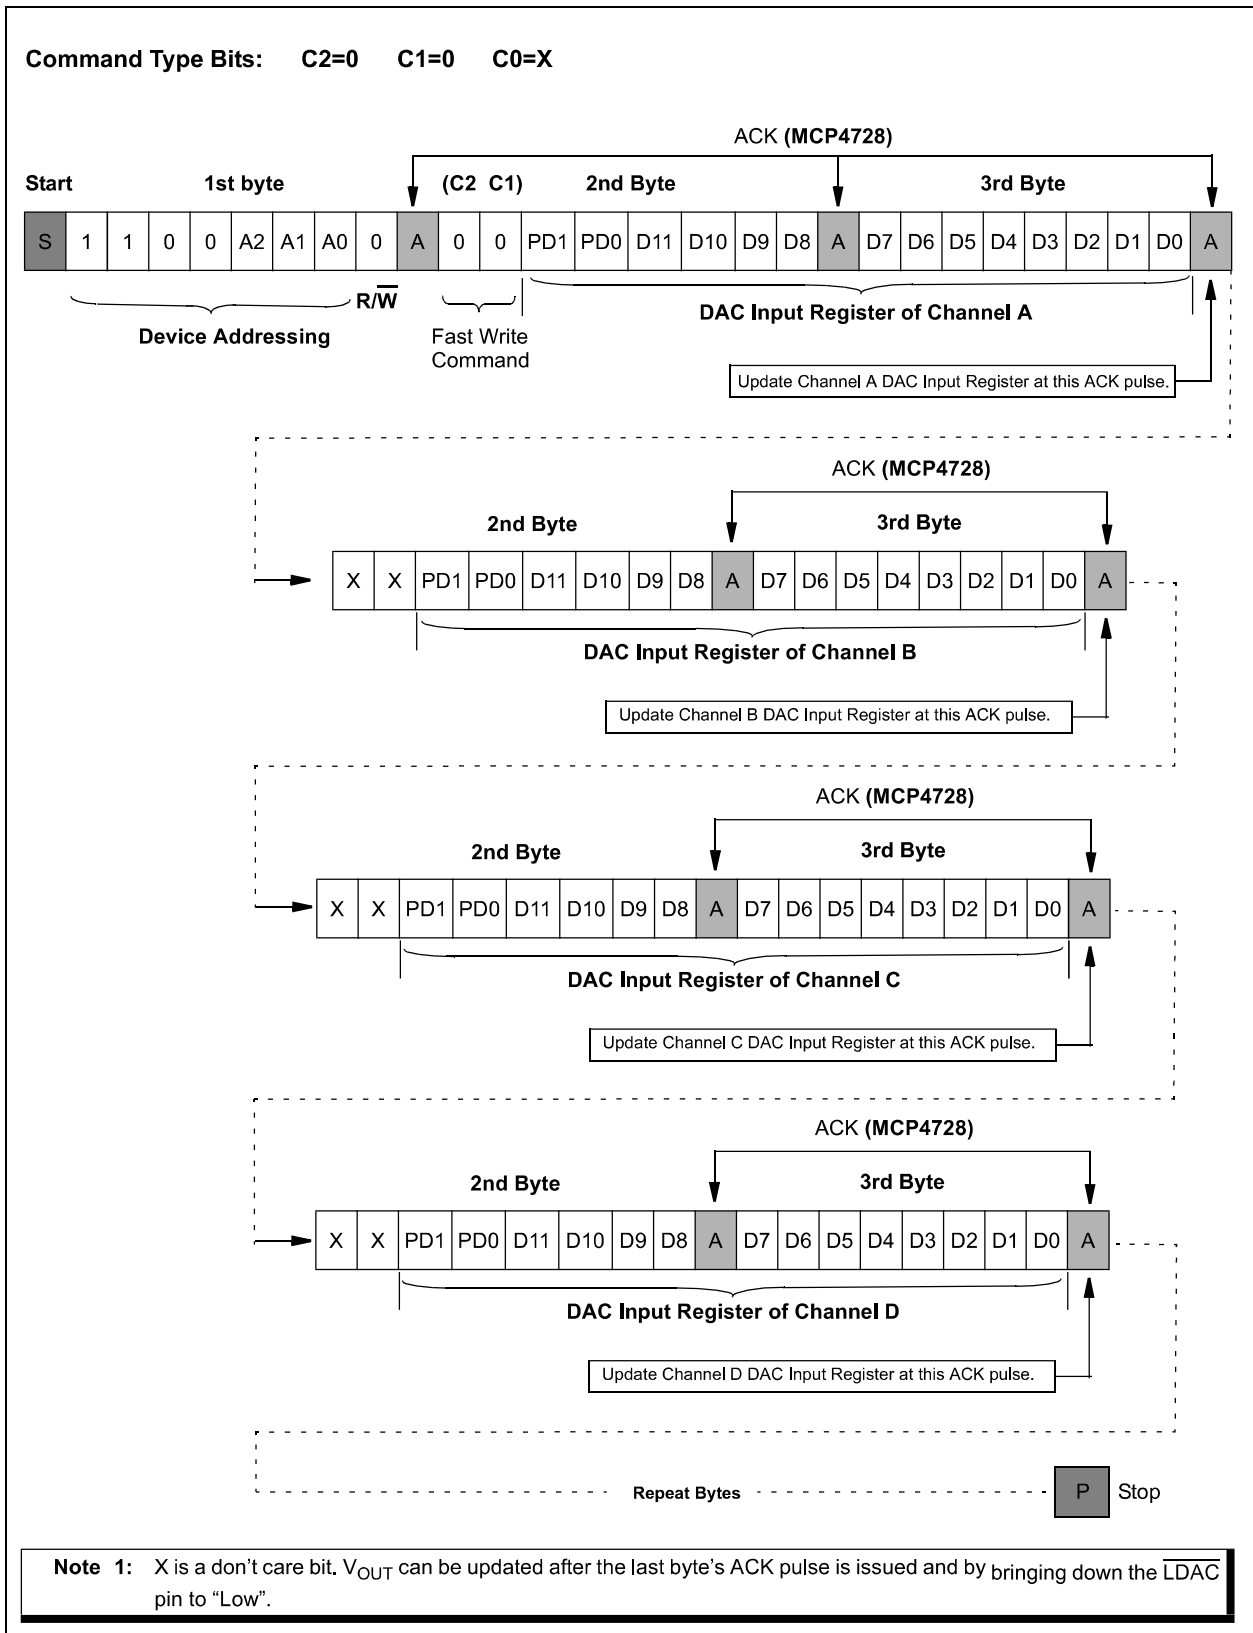 Command Type Bits: C2=0 C1=0 C0=X
ACK (MCP4728)
Start 1st byte (C2 C1) 2nd Byte 3rd Byte
S 1 1 0 0 A2 A1 A0 0 A 0 0 PD1 PD0 D11 D10 D9 D8 A D7 D6 D5 D4 D3 D2 D1 D0 A
R/W̅
Device Addressing
Fast Write
Command
DAC Input Register of Channel A
Update Channel A DAC Input Register at this ACK pulse.
ACK (MCP4728)
2nd Byte 3rd Byte
X X PD1 PD0 D11 D10 D9 D8 A D7 D6 D5 D4 D3 D2 D1 D0 A
DAC Input Register of Channel B
Update Channel B DAC Input Register at this ACK pulse.
ACK (MCP4728)
2nd Byte 3rd Byte
X X PD1 PD0 D11 D10 D9 D8 A D7 D6 D5 D4 D3 D2 D1 D0 A
DAC Input Register of Channel C
Update Channel C DAC Input Register at this ACK pulse.
ACK (MCP4728)
2nd Byte 3rd Byte
X X PD1 PD0 D11 D10 D9 D8 A D7 D6 D5 D4 D3 D2 D1 D0 A
DAC Input Register of Channel D
Update Channel D DAC Input Register at this ACK pulse.
Repeat Bytes P Stop
Note 1: X is a don't care bit. VOUT can be updated after the last byte's ACK pulse is issued and by bringing down the L̅D̅A̅C̅
pin to “Low”.